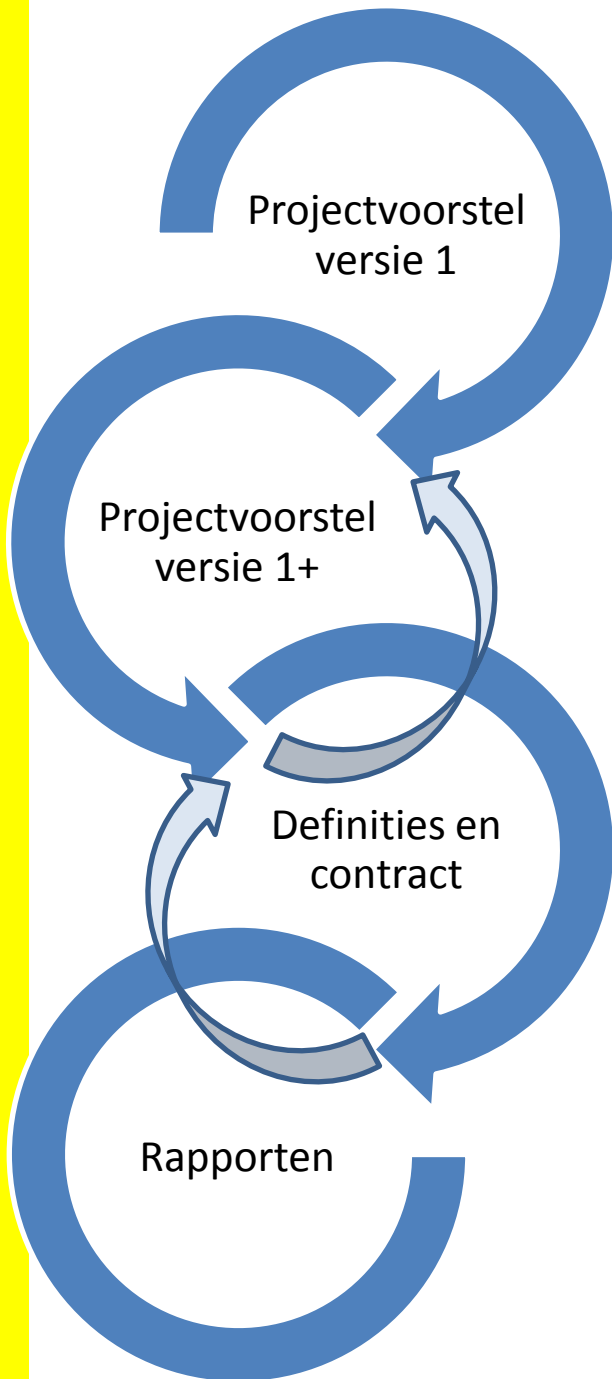 Projectvoorstel
versie 1
Projectvoorstel
versie 1+
Definities en
contract
Rapporten